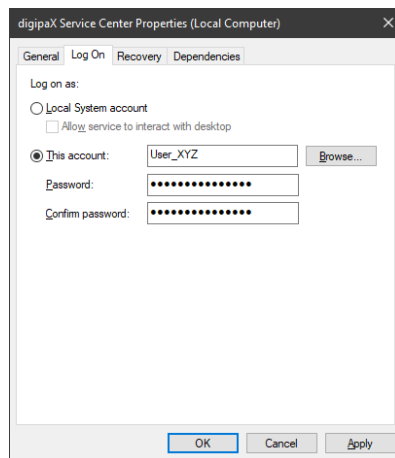 digipaX Service Center Properties (Local Computer)
General Log On Recovery Dependencies
Log on as:
Local System account
Allow service to interact with desktop
This account: User_XYZ Browse...
Password: •••••••••••••••
Confirm password: •••••••••••••••
OK Cancel Apply